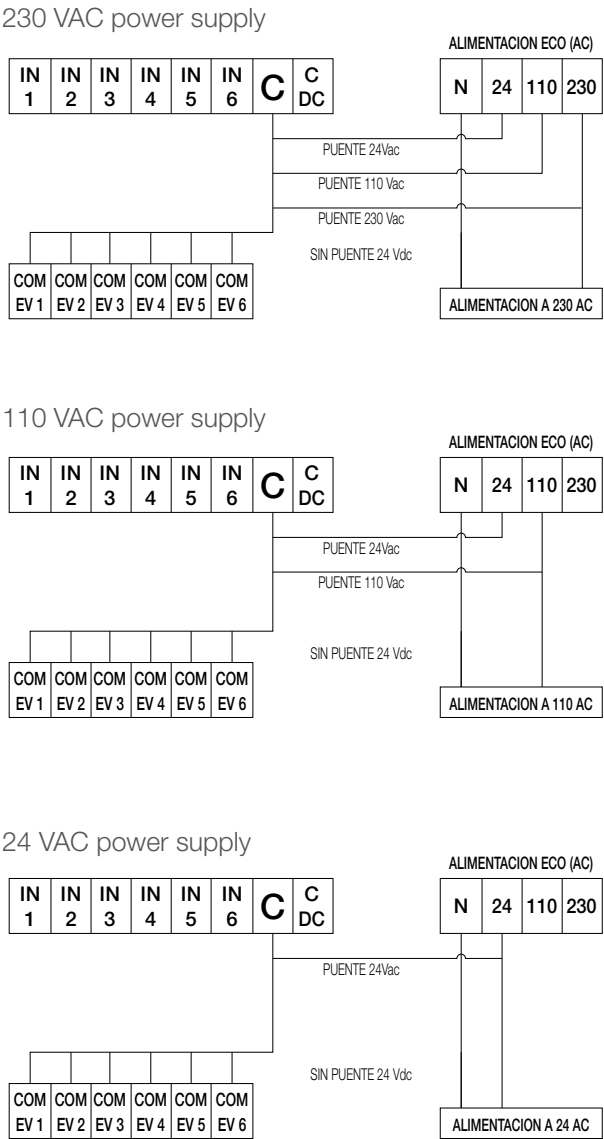 230 VAC power supply
ALIMENTACION ECO (AC)
IN IN IN IN IN IN C C
1 2 3 4 5 6 DC
N 24 110 230
PUENTE 24Vac
PUENTE 110 Vac
PUENTE 230 Vac
SIN PUENTE 24 Vdc
COM COM COM COM COM COM
EV 1 EV 2 EV 3 EV 4 EV 5 EV 6
ALIMENTACION A 230 AC
110 VAC power supply
ALIMENTACION ECO (AC)
IN IN IN IN IN IN C C
1 2 3 4 5 6 DC
N 24 110 230
PUENTE 24Vac
PUENTE 110 Vac
SIN PUENTE 24 Vdc
COM COM COM COM COM COM
EV 1 EV 2 EV 3 EV 4 EV 5 EV 6
ALIMENTACION A 110 AC
24 VAC power supply
ALIMENTACION ECO (AC)
IN IN IN IN IN IN C C
1 2 3 4 5 6 DC
N 24 110 230
PUENTE 24Vac
SIN PUENTE 24 Vdc
COM COM COM COM COM COM
EV 1 EV 2 EV 3 EV 4 EV 5 EV 6
ALIMENTACION A 24 AC